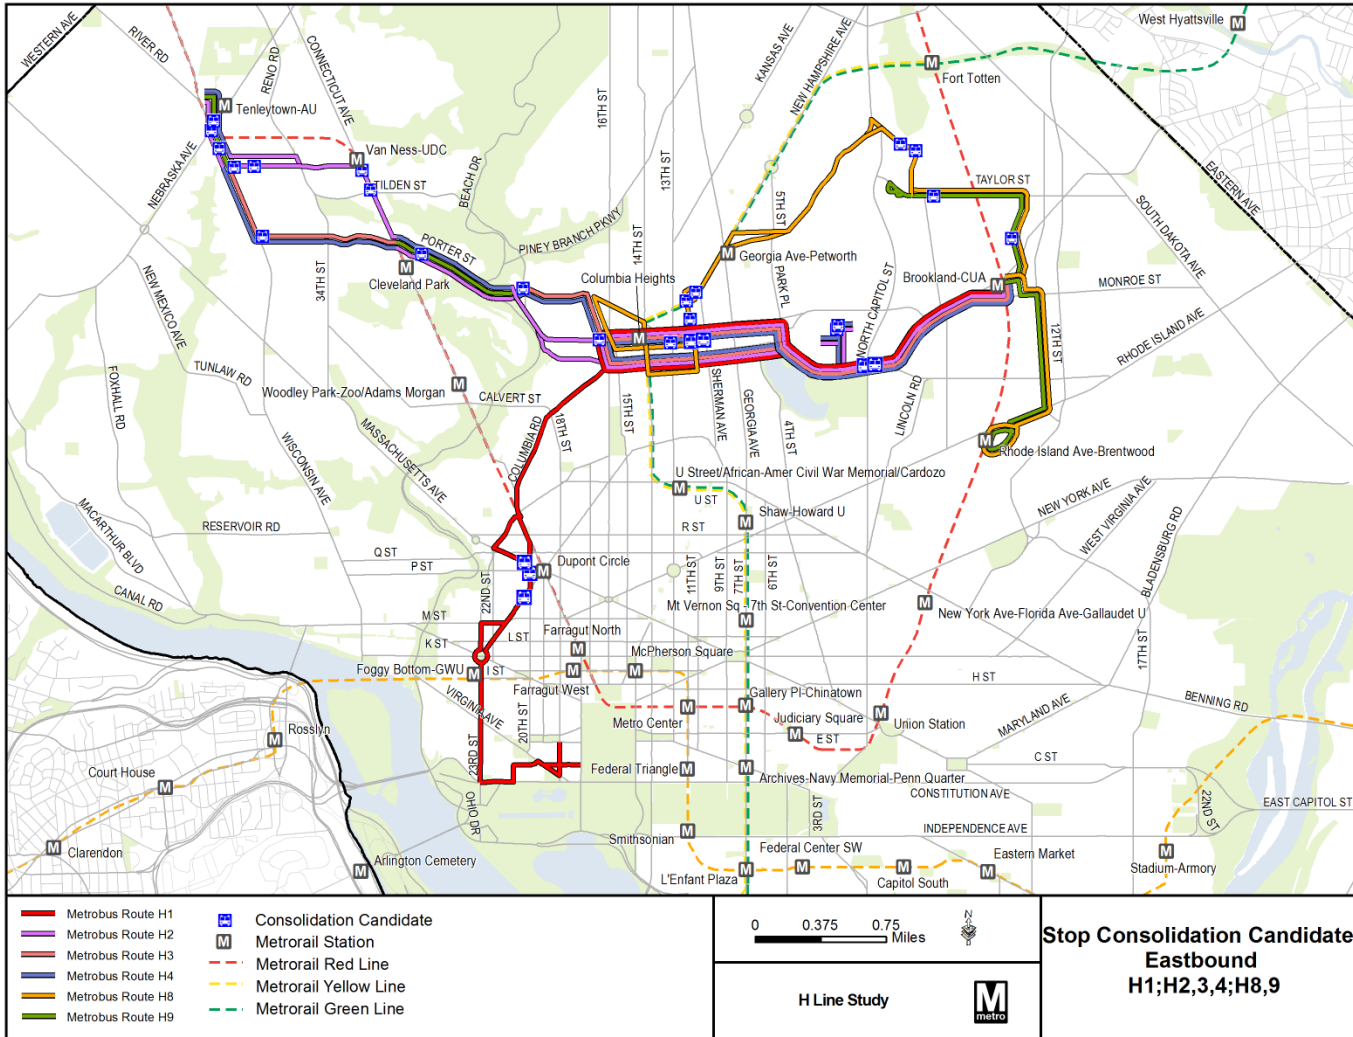 WESTERN AVE
RIVER RD
RENO RD
CONNECTICUT AVE
16TH ST
KANSAS AVE
NEW HAMPSHIRE AVE
West Hyattsville
Fort Totten
Tenleytown-AU
Van Ness-UDC
NEBRASKA AVE
TILDEN ST
BEACH DR
13TH ST
EASTERN AVE
TAYLOR ST
SOUTH DAKOTA AVE
5TH ST
PORTER ST
PINEY BRANCH PKWY
14TH ST
Georgia Ave-Petworth
NEW MEXICO AVE
34TH ST
Cleveland Park
Columbia Heights
PARK PL
NORTH CAPITOL ST
Brookland-CUA
MONROE ST
12TH ST
RHODE ISLAND AVE
FOXHALL RD
TUNLAW RD
Woodley Park-Zoo/Adams Morgan
CALVERT ST
MASSACHUSETTS AVE
WISCONSIN AVE
COLUMBIA RD
18TH ST
15TH ST
SHERMAN AVE
GEORGIA AVE
4TH ST
LINCOLN RD
Rhode Island Ave-Brentwood
U Street/African-Amer Civil War Memorial/Cardozo
U ST
Shaw-Howard U
NEW YORK AVE
WEST VIRGINIA AVE
BLADENSBURG RD
MACARTHUR BLVD
RESERVOIR RD
R ST
Q ST
P ST
Dupont Circle
CANAL RD
22ND ST
11TH ST
9TH ST
7TH ST
6TH ST
Mt Vernon Sq - 7th St-Convention Center
New York Ave-Florida Ave-Gallaudet U
M ST
K ST
L ST
Farragut North
McPherson Square
17TH ST
Foggy Bottom-GWU
I ST
Farragut West
H ST
VIRGINIA AVE
20TH ST
Metro Center
Gallery Pl-Chinatown
Judiciary Square
E ST
Union Station
MARYLAND AVE
BENNING RD
Rosslyn
23RD ST
C ST
Court House
Federal Triangle
Archives-Navy Memorial-Penn Quarter
CONSTITUTION AVE
22ND ST
EAST CAPITOL ST
OHIO DR
3RD ST
INDEPENDENCE AVE
Smithsonian
Federal Center SW
Eastern Market
Clarendon
Arlington Cemetery
L'Enfant Plaza
Capitol South
Stadium-Armory
Metrobus Route H1
Metrobus Route H2
Metrobus Route H3
Metrobus Route H4
Metrobus Route H8
Metrobus Route H9
Consolidation Candidate
Metrorail Station
Metrorail Red Line
Metrorail Yellow Line
Metrorail Green Line
0 0.375 0.75
Miles
N
H Line Study
M
metro
Stop Consolidation Candidate
Eastbound
H1;H2,3,4;H8,9